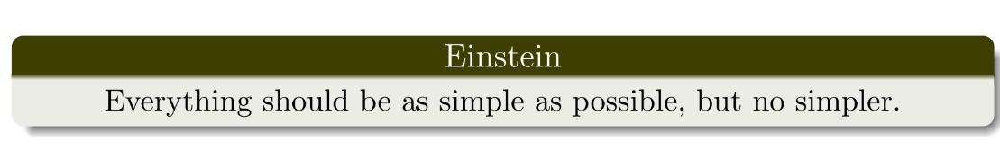 Einstein
Everything should be as simple as possible, but no simpler.